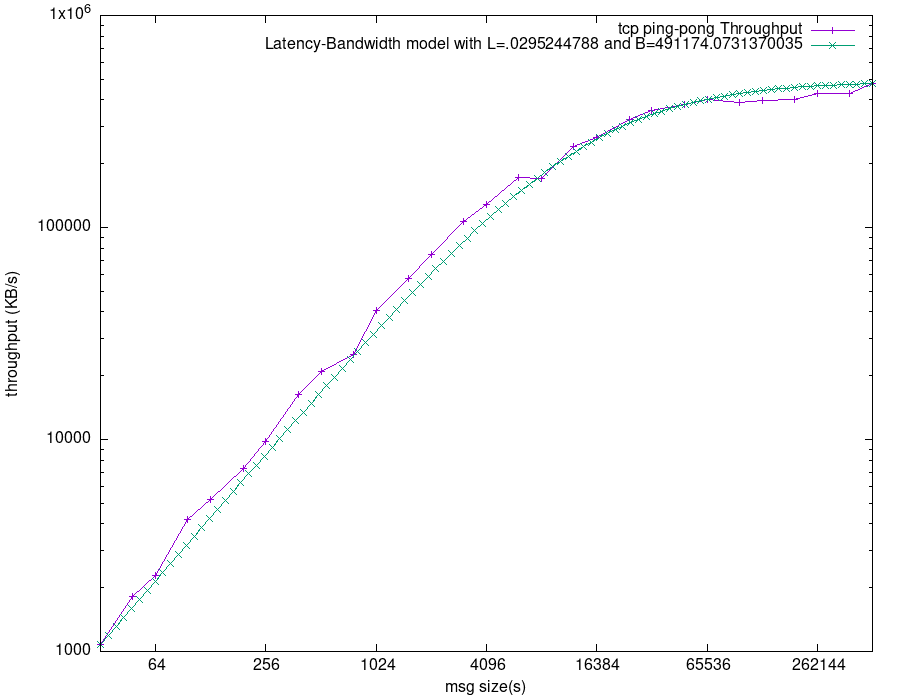 1x10^6
tcp ping-pong Throughput
Latency-Bandwidth model with L=.0295244788 and B=491174.0731370035
100000
throughput (KB/s)
10000
1000
64 256 1024 4096 16384 65536 262144
msg size(s)